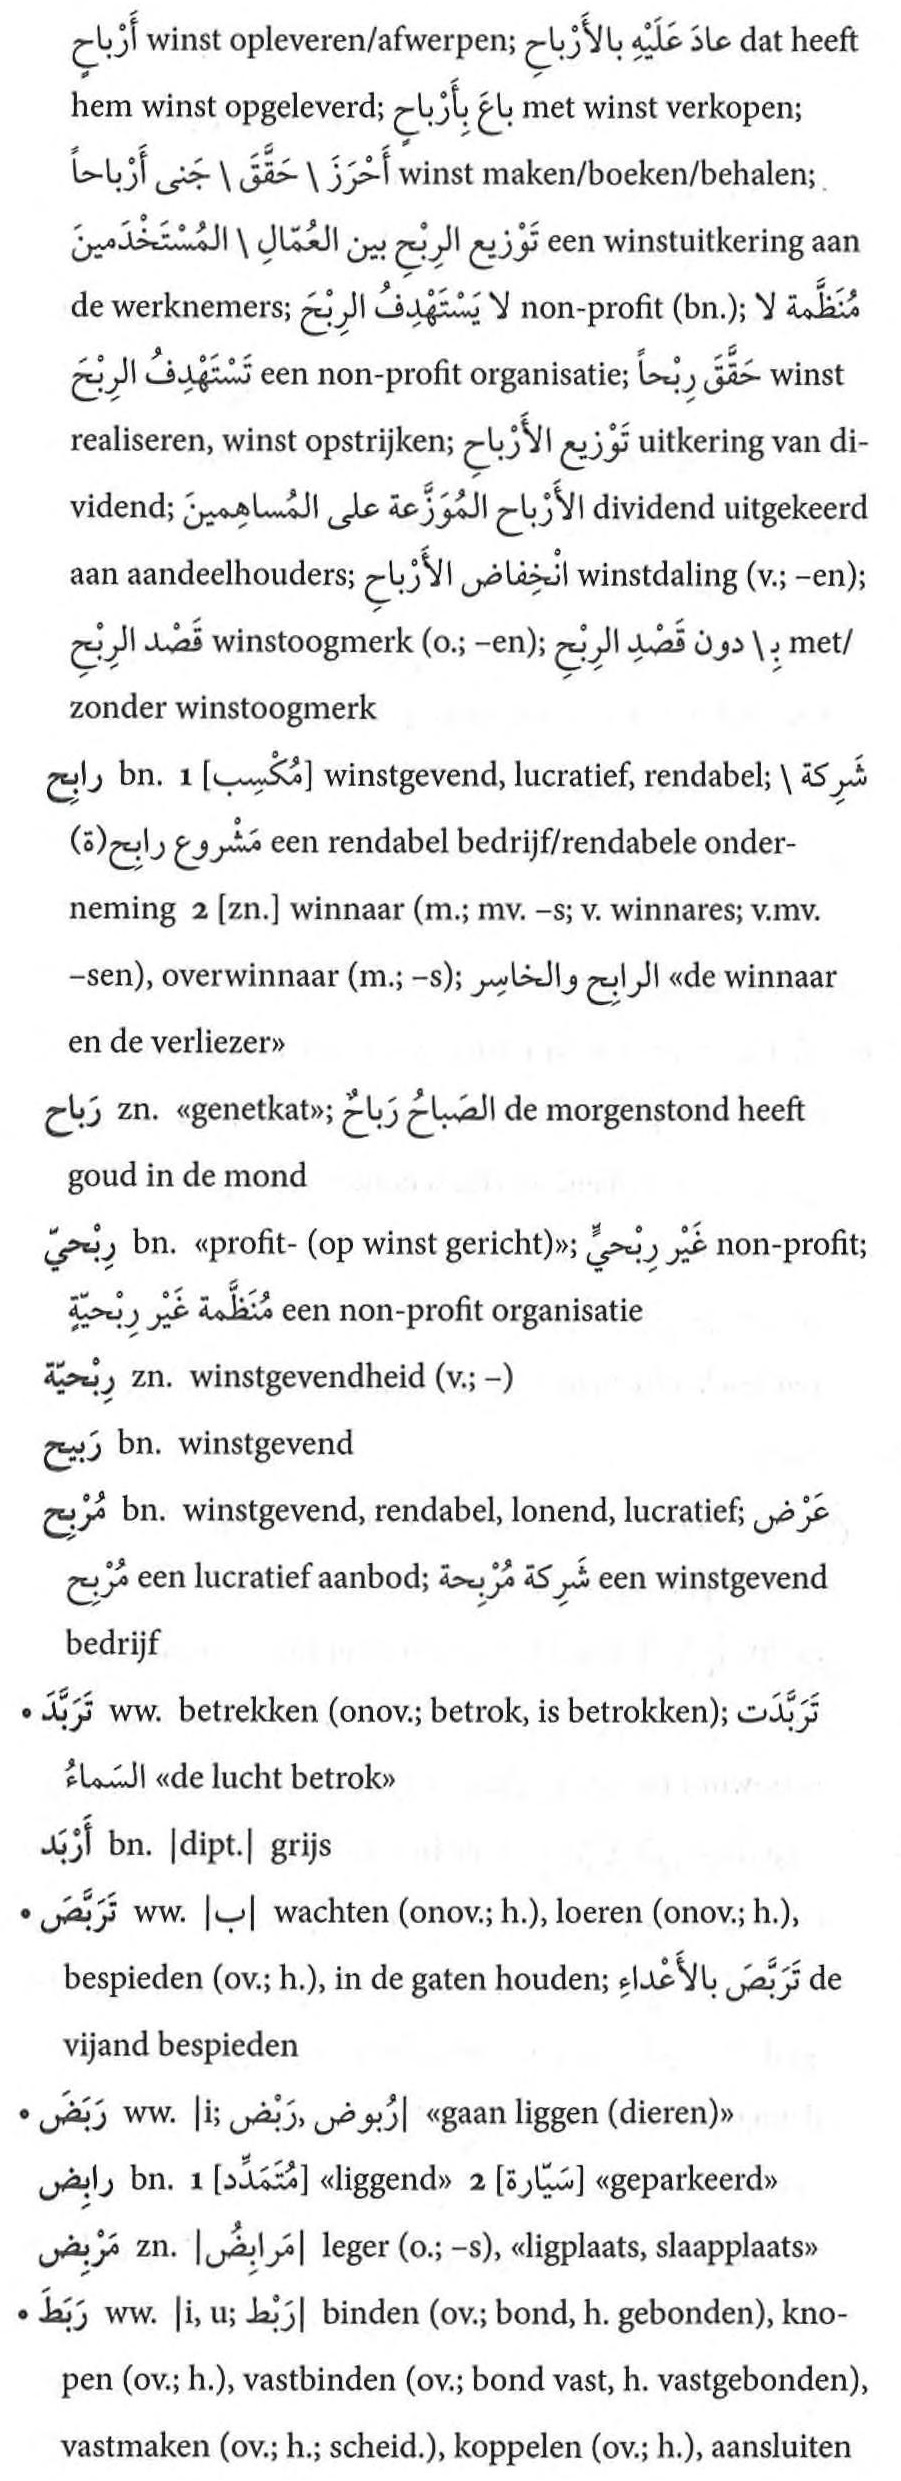 أَرْباحٍ winst opleveren/afwerpen; عادَ عَلَيْهِ بالأَرْباحِ dat heeft
hem winst opgeleverd; باعَ بِأَرْباحٍ met winst verkopen;
أَحْرَزَ \ حَقَّقَ \ جَنى أَرْباحاً winst maken/boeken/behalen;
تَوْزيع الرِبْحِ بين العُمّالِ \ المُسْتَخْدَمينَ een winstuitkering aan
de werknemers; لا يَسْتَهْدِفُ الرِبْحَ non-profit (bn.); مُنَظَّمة لا
تَسْتَهْدِفُ الرِبْحَ een non-profit organisatie; حَقَّقَ رِبْحاً winst
realiseren, winst opstrijken; تَوْزيع الأَرْباحِ uitkering van di-
vidend; الأَرْباح المُوَزَّعة على المُساهِمينَ dividend uitgekeerd
aan aandeelhouders; انْخِفاض الأَرْباحِ winstdaling (v.; –en);
قَصْد الرِبْحِ winstoogmerk (o.; –en); بِ \ دون قَصْدِ الرِبْحِ met/
zonder winstoogmerk
رابِح bn. 1 [مُكْسِب] winstgevend, lucratief, rendabel; شَرِكة \
مَشْروع رابِح(ة) een rendabel bedrijf/rendabele onder-
neming 2 [zn.] winnaar (m.; mv. –s; v. winnares; v.mv.
–sen), overwinnaar (m.; –s); الرابِح والخاسِر «de winnaar
en de verliezer»
رَباح zn. «genetkat»; الصَباحُ رَباحٌ de morgenstond heeft
goud in de mond
رِبْحيّ bn. «profit- (op winst gericht)»; غَيْر رِبْحيٍّ non-profit;
مُنَظَّمة غَيْر رِبْحيّةٍ een non-profit organisatie
رِبْحيّة zn. winstgevendheid (v.; –)
رَبيح bn. winstgevend
مُرْبِح bn. winstgevend, rendabel, lonend, lucratief; عَرْض
مُرْبِح een lucratief aanbod; شَرِكة مُرْبِحة een winstgevend
bedrijf
• تَرَبَّدَ ww. betrekken (onov.; betrok, is betrokken); تَرَبَّدَت
السَماءُ «de lucht betrok»
أَرْبَد bn. |dipt.| grijs
• تَرَبَّصَ ww. |ب| wachten (onov.; h.), loeren (onov.; h.),
bespieden (ov.; h.), in de gaten houden; تَرَبَّصَ بالأَعْداءِ de
vijand bespieden
• رَبَضَ ww. |i; رَبْض, رُبوض| «gaan liggen (dieren)»
رابِض bn. 1 [مُتَمَدِّد] «liggend» 2 [سَيّارة] «geparkeerd»
مَرْبِض zn. |مَرابِضُ| leger (o.; –s), «ligplaats, slaapplaats»
• رَبَطَ ww. |i, u; رَبْط| binden (ov.; bond, h. gebonden), kno-
pen (ov.; h.), vastbinden (ov.; bond vast, h. vastgebonden),
vastmaken (ov.; h.; scheid.), koppelen (ov.; h.), aansluiten